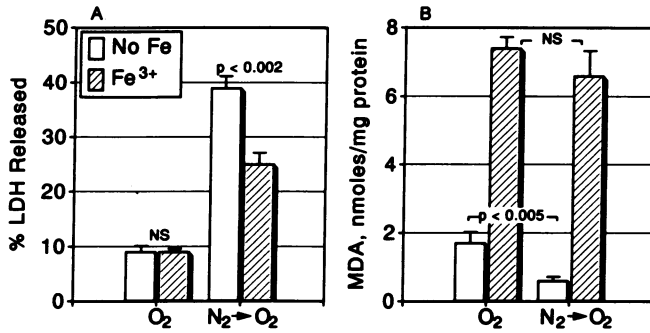 A
% LDH Released
50
40
30
20
10
0
No Fe
Fe³⁺
p < 0.002
NS
O₂
N₂→O₂
B
MDA, nmoles/mg protein
8
6
4
2
0
NS
p < 0.005
O₂
N₂→O₂